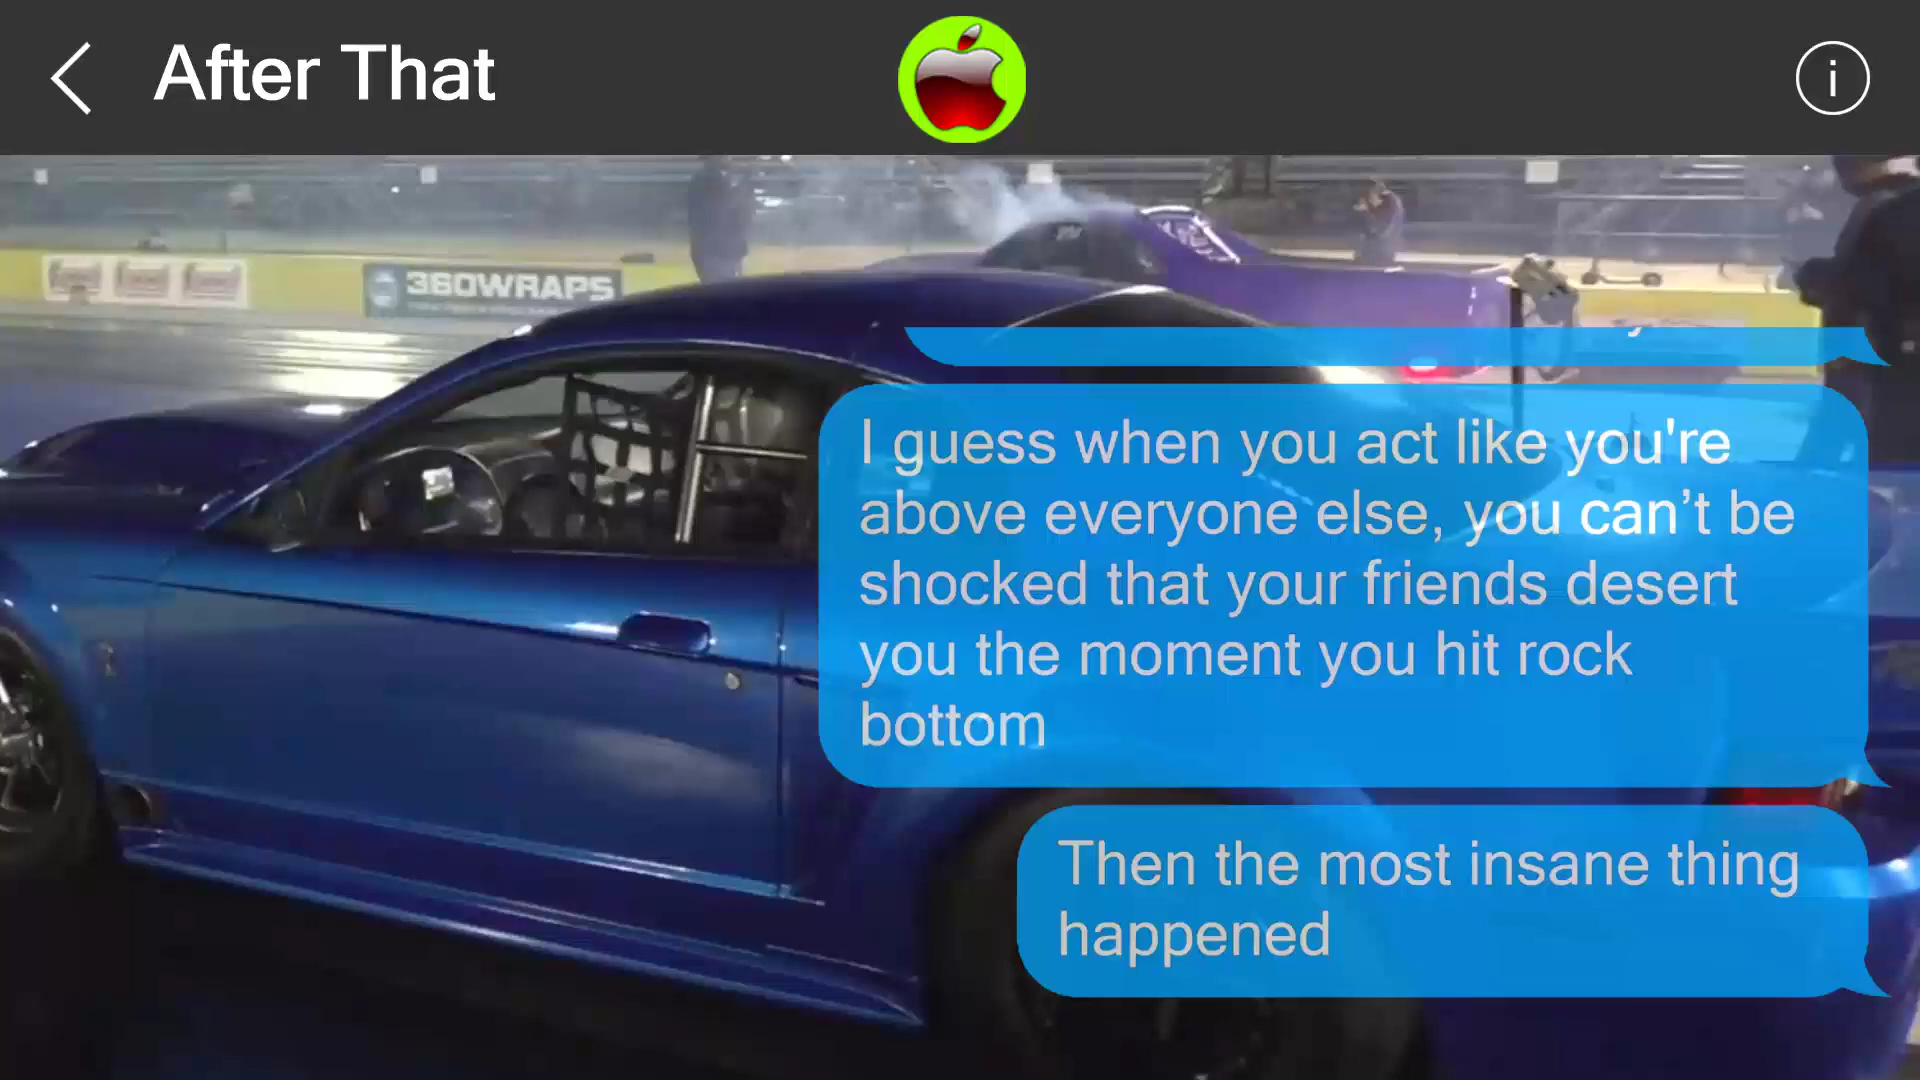 After That
360WRAPS
I guess when you act like you're
above everyone else, you can’t be
shocked that your friends desert
you the moment you hit rock
bottom
Then the most insane thing
happened